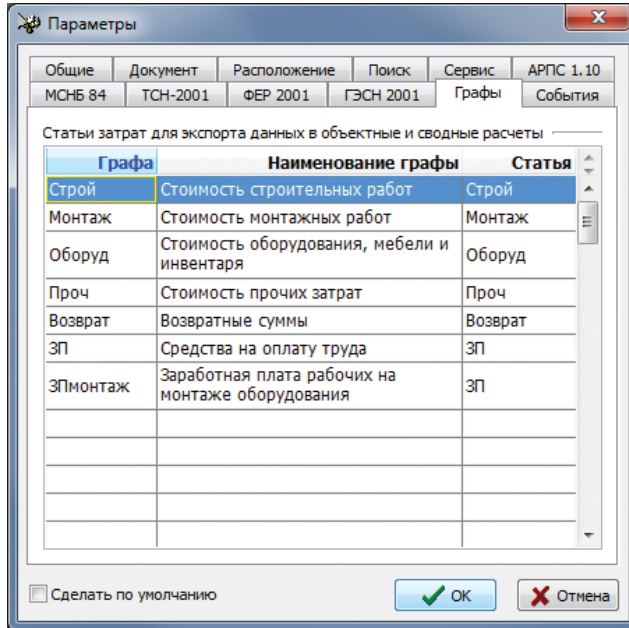 Параметры
Общие Документ Расположение Поиск Сервис АРПС 1.10
МСНБ 84 ТСН-2001 ФЕР 2001 ГЭСН 2001 Графы События
Статьи затрат для экспорта данных в объектные и сводные расчеты
Графа Наименование графы Статья
Строй Стоимость строительных работ Строй
Монтаж Стоимость монтажных работ Монтаж
Оборуд Стоимость оборудования, мебели и инвентаря Оборуд
Проч Стоимость прочих затрат Проч
Возврат Возвратные суммы Возврат
ЗП Средства на оплату труда ЗП
ЗПмонтаж Заработная плата рабочих на монтаже оборудования ЗП
Сделать по умолчанию ОК Отмена